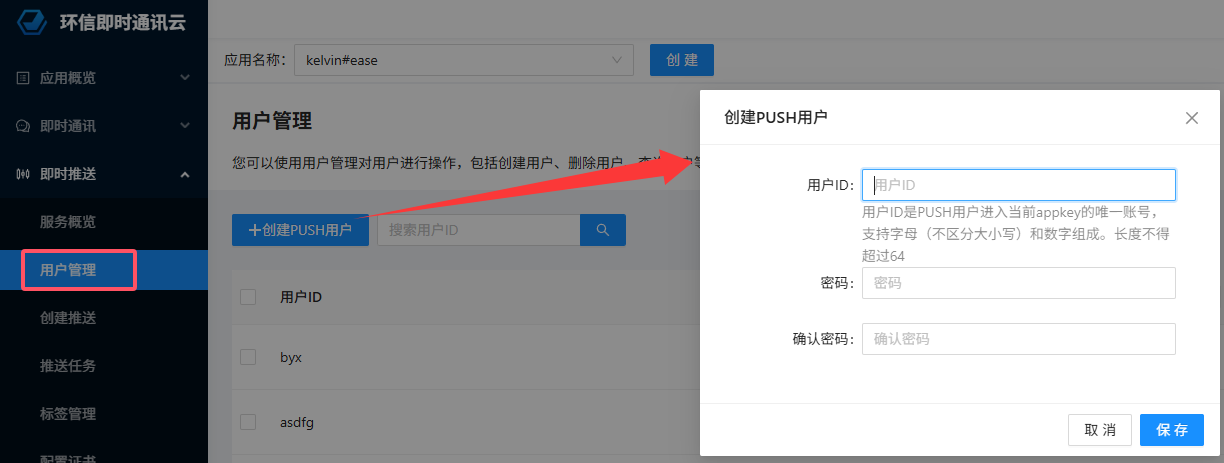 环信即时通讯云
应用名称：
kelvin#ease
创 建
应用概览
即时通讯
即时推送
服务概览
用户管理
创建推送
推送任务
标签管理
配置证书
用户管理
您可以使用用户管理对用户进行操作，包括创建用户、删除用户、查询用户等
+创建PUSH用户
搜索用户ID
用户ID
byx
asdfg
创建PUSH用户
用户ID：
用户ID
用户ID是PUSH用户进入当前appkey的唯一账号，
支持字母（不区分大小写）和数字组成。长度不得
超过64
密码：
密码
确认密码：
确认密码
取 消
保 存